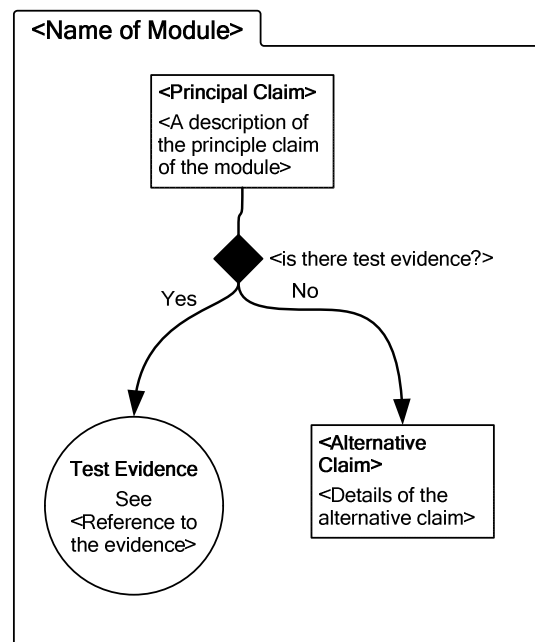 <Name of Module>
<Principal Claim>
<A description of
the principle claim
of the module>
<is there test evidence?>
Yes
No
Test Evidence
See
<Reference to
the evidence>
<Alternative
Claim>
<Details of the
alternative claim>